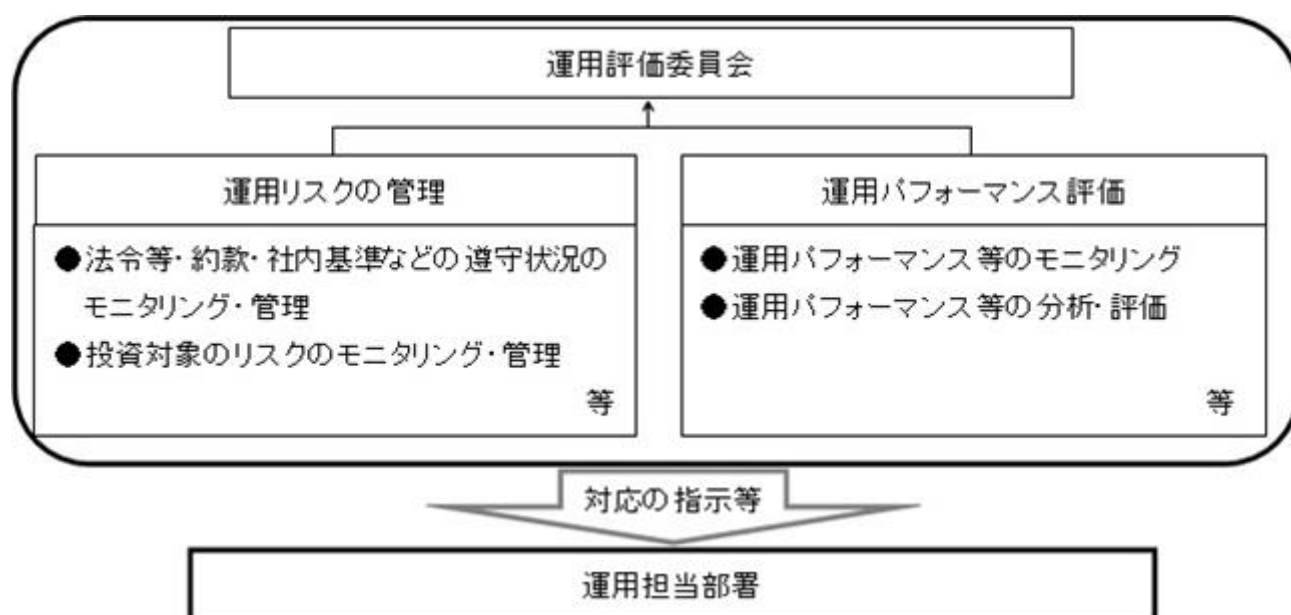 運用評価委員会
運用リスクの管理
●法令等・約款・社内基準などの遵守状況の
モニタリング・管理
●投資対象のリスクのモニタリング・管理
等
運用パフォーマンス評価
●運用パフォーマンス等のモニタリング
●運用パフォーマンス等の分析・評価
等
対応の指示等
運用担当部署